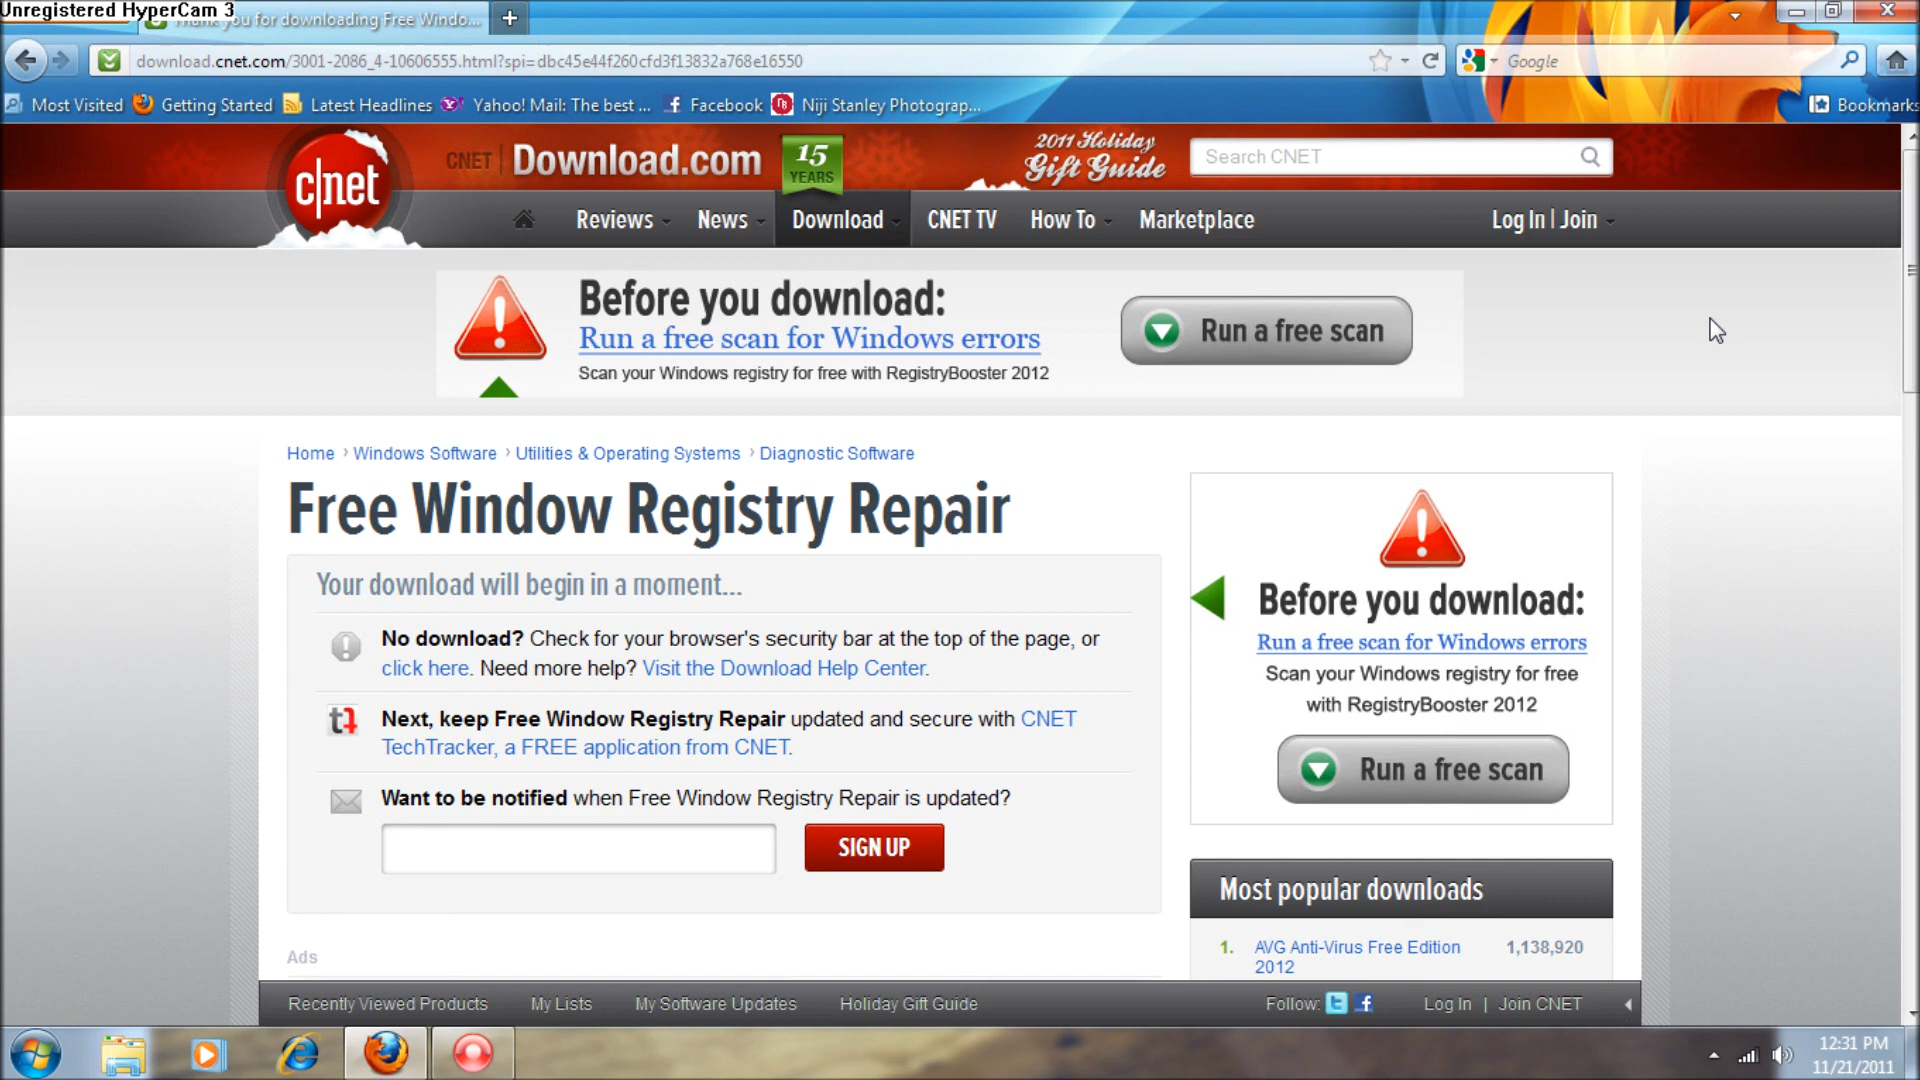 Unregistered HyperCam 3
Thank you for downloading Free Windo...
download.cnet.com/3001-2086_4-10606555.html?spi=dbc45e44f260cfd3f13832a768e16550
Google
Most Visited Getting Started Latest Headlines Yahoo! Mail: The best ... Facebook Niji Stanley Photograp... Bookmarks
c|net
CNET | Download.com
15 YEARS
2011 Holiday
Gift Guide
Search CNET
Reviews News Download CNET TV How To Marketplace Log In | Join
Before you download:
Run a free scan for Windows errors
Scan your Windows registry for free with RegistryBooster 2012
Run a free scan
Home › Windows Software › Utilities & Operating Systems › Diagnostic Software
Free Window Registry Repair
Your download will begin in a moment...
No download? Check for your browser's security bar at the top of the page, or
click here. Need more help? Visit the Download Help Center.
Next, keep Free Window Registry Repair updated and secure with CNET
TechTracker, a FREE application from CNET.
Want to be notified when Free Window Registry Repair is updated?
SIGN UP
Ads
Before you download:
Run a free scan for Windows errors
Scan your Windows registry for free
with RegistryBooster 2012
Run a free scan
Most popular downloads
1. AVG Anti-Virus Free Edition 1,138,920
2012
Recently Viewed Products My Lists My Software Updates Holiday Gift Guide Follow: Log In | Join CNET
12:31 PM
11/21/2011